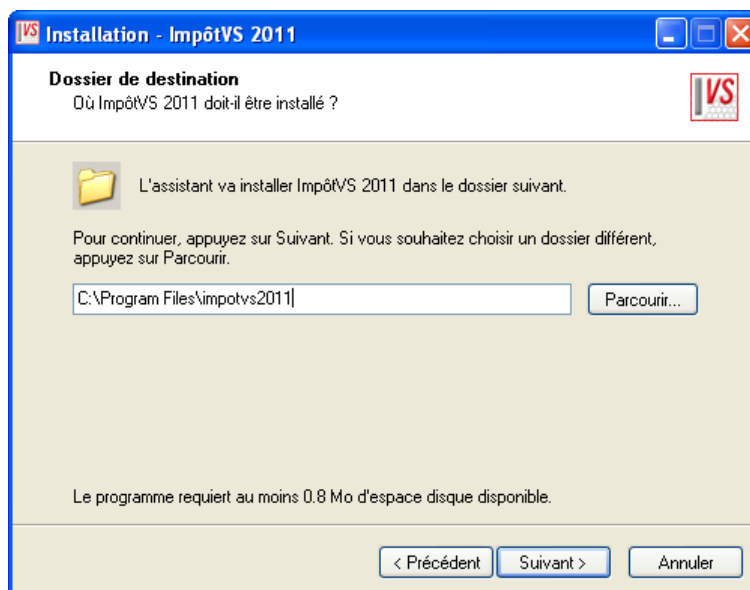 VS Installation - ImpôtVS 2011
Dossier de destination
Où ImpôtVS 2011 doit-il être installé ?
VS
L'assistant va installer ImpôtVS 2011 dans le dossier suivant.
Pour continuer, appuyez sur Suivant. Si vous souhaitez choisir un dossier différent,
appuyez sur Parcourir.
C:\Program Files\impotvs2011
Parcourir...
Le programme requiert au moins 0.8 Mo d'espace disque disponible.
< Précédent Suivant > Annuler